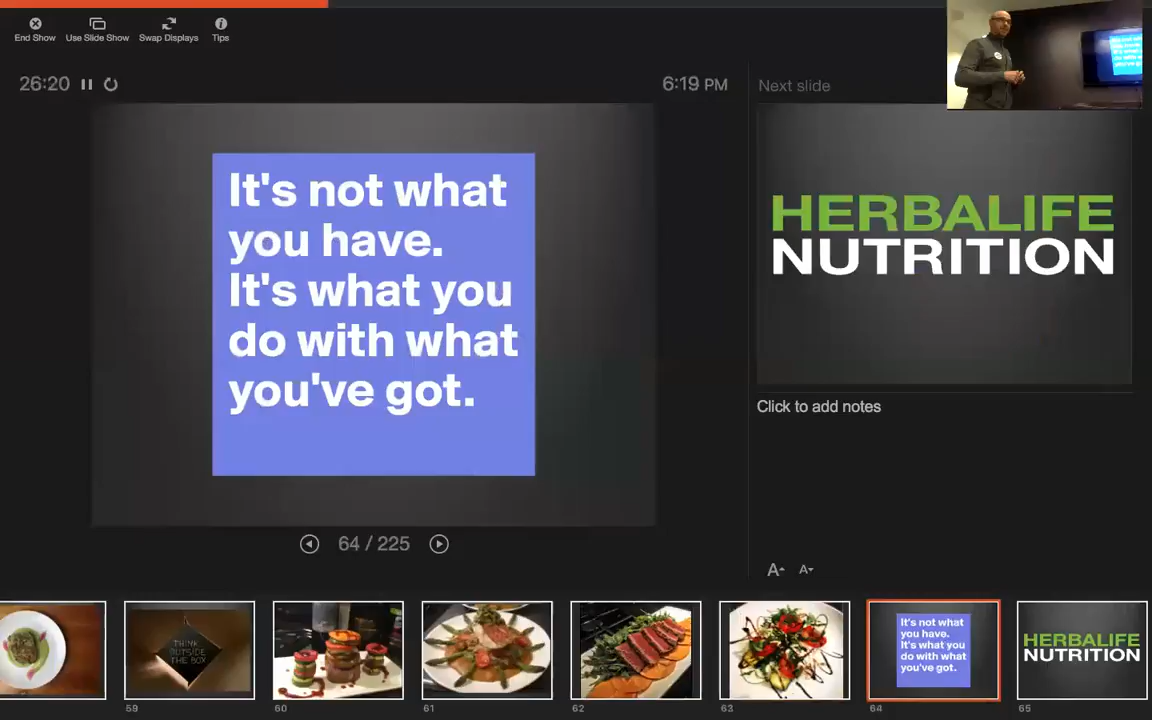 End Show
Use Slide Show
Swap Displays
Tips
26:20
6:19 PM
Next slide
It's not what
you have.
It's what you
do with what
you've got.
HERBALIFE
NUTRITION
Click to add notes
64 / 225
A A
THINK
OUTSIDE
THE BOX
It's not what
you have.
It's what you
do with what
you've got.
HERBALIFE
NUTRITION
59
60
61
62
63
64
65